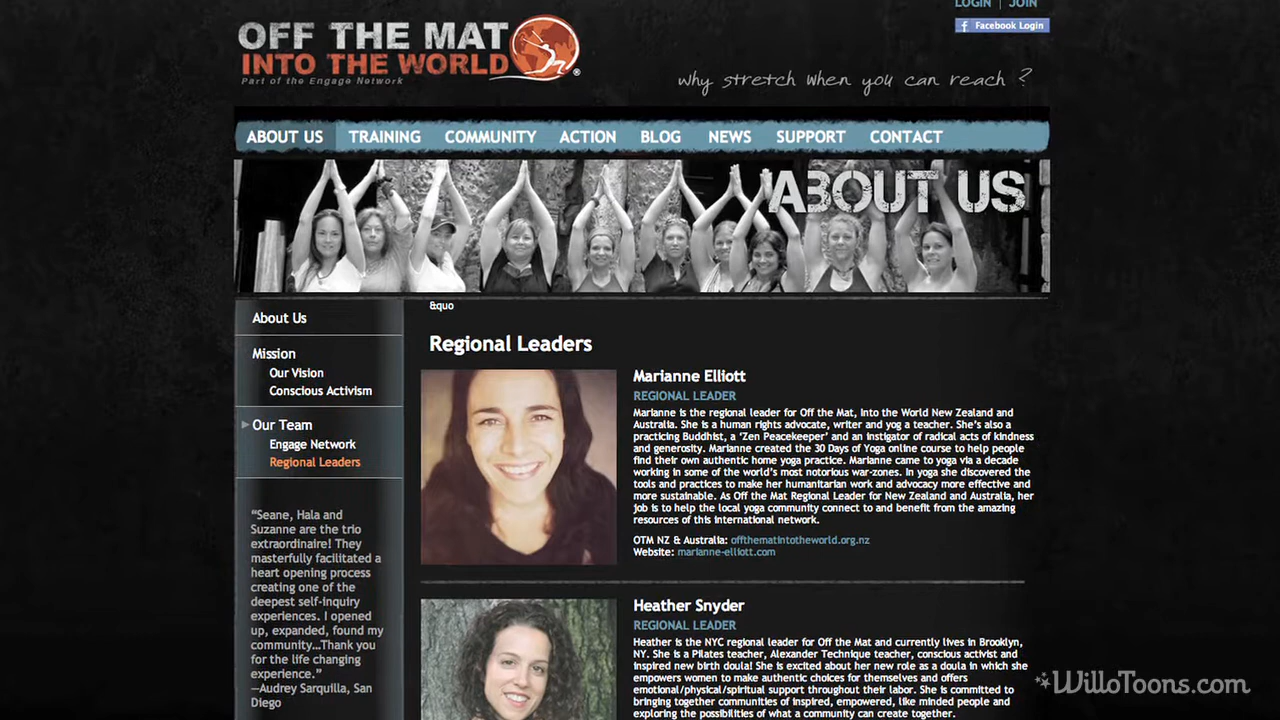 LOGIN | JOIN
f Facebook Login
OFF THE MAT
INTO THE WORLD
Part of the Engage Network
why stretch when you can reach ?
ABOUT US TRAINING COMMUNITY ACTION BLOG NEWS SUPPORT CONTACT
ABOUT US
About Us
Mission
Our Vision
Conscious Activism
Our Team
Engage Network
Regional Leaders
“Seane, Hala and
Suzanne are the trio
extraordinaire! They
masterfully facilitated a
heart opening process
creating one of the
deepest self-inquiry
experiences. I opened
up, expanded, found my
community...Thank you
for the life changing
experience.”
—Audrey Sarquilla, San
Diego
&quo
Regional Leaders
Marianne Elliott
REGIONAL LEADER
Marianne is the regional leader for Off the Mat, Into the World New Zealand and
Australia. She is a human rights advocate, writer and yog a teacher. She’s also a
practicing Buddhist, a ‘Zen Peacekeeper’ and an instigator of radical acts of kindness
and generosity. Marianne created the 30 Days of Yoga online course to help people
find their own authentic home yoga practice. Marianne came to yoga via a decade
working in some of the world’s most notorious war-zones. In yoga she discovered the
tools and practices to make her humanitarian work and advocacy more effective and
more sustainable. As Off the Mat Regional Leader for New Zealand and Australia, her
job is to help the local yoga community connect to and benefit from the amazing
resources of this international network.
OTM NZ & Australia: offthematintotheworld.org.nz
Website: marianne-elliott.com
Heather Snyder
REGIONAL LEADER
Heather is the NYC regional leader for Off the Mat and currently lives in Brooklyn,
NY. She is a Pilates teacher, Alexander Technique teacher, conscious activist and
inspired new birth doula! She is excited about her new role as a doula in which she
empowers women to make authentic choices for themselves and offers
emotional/physical/spiritual support throughout their labor. She is committed to
bringing together communities of inspired, empowered, like minded people and
exploring the possibilities of what a community can create together.
WilloToons.com